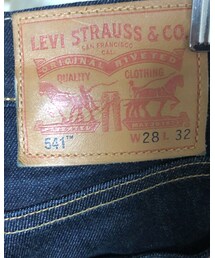 LEVI STRAUSS & CO.
SAN FRANCISCO
CAL.
ORIGINAL RIVETED
QUALITY CLOTHING
541™ W 28 L 32